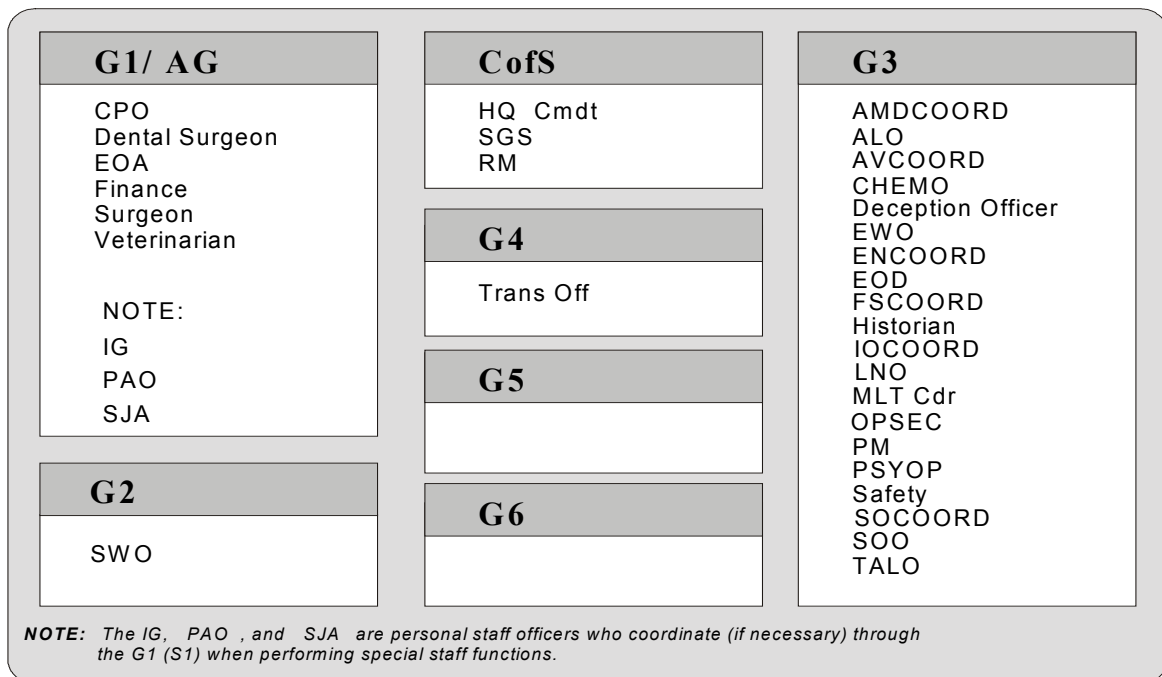 G1/ AG
CPO
Dental Surgeon
EOA
Finance
Surgeon
Veterinarian
NOTE:
IG
PAO
SJA
G2
SWO
CofS
HQ Cmdt
SGS
RM
G4
Trans Off
G5
G6
G3
AMDCOORD
ALO
AVCOORD
CHEMO
Deception Officer
EWO
ENCOORD
EOD
FSCOORD
Historian
IOCOORD
LNO
MLT Cdr
OPSEC
PM
PSYOP
Safety
SOCOORD
SOO
TALO
NOTE: The IG, PAO , and SJA are personal staff officers who coordinate (if necessary) through
the G1 (S1) when performing special staff functions.